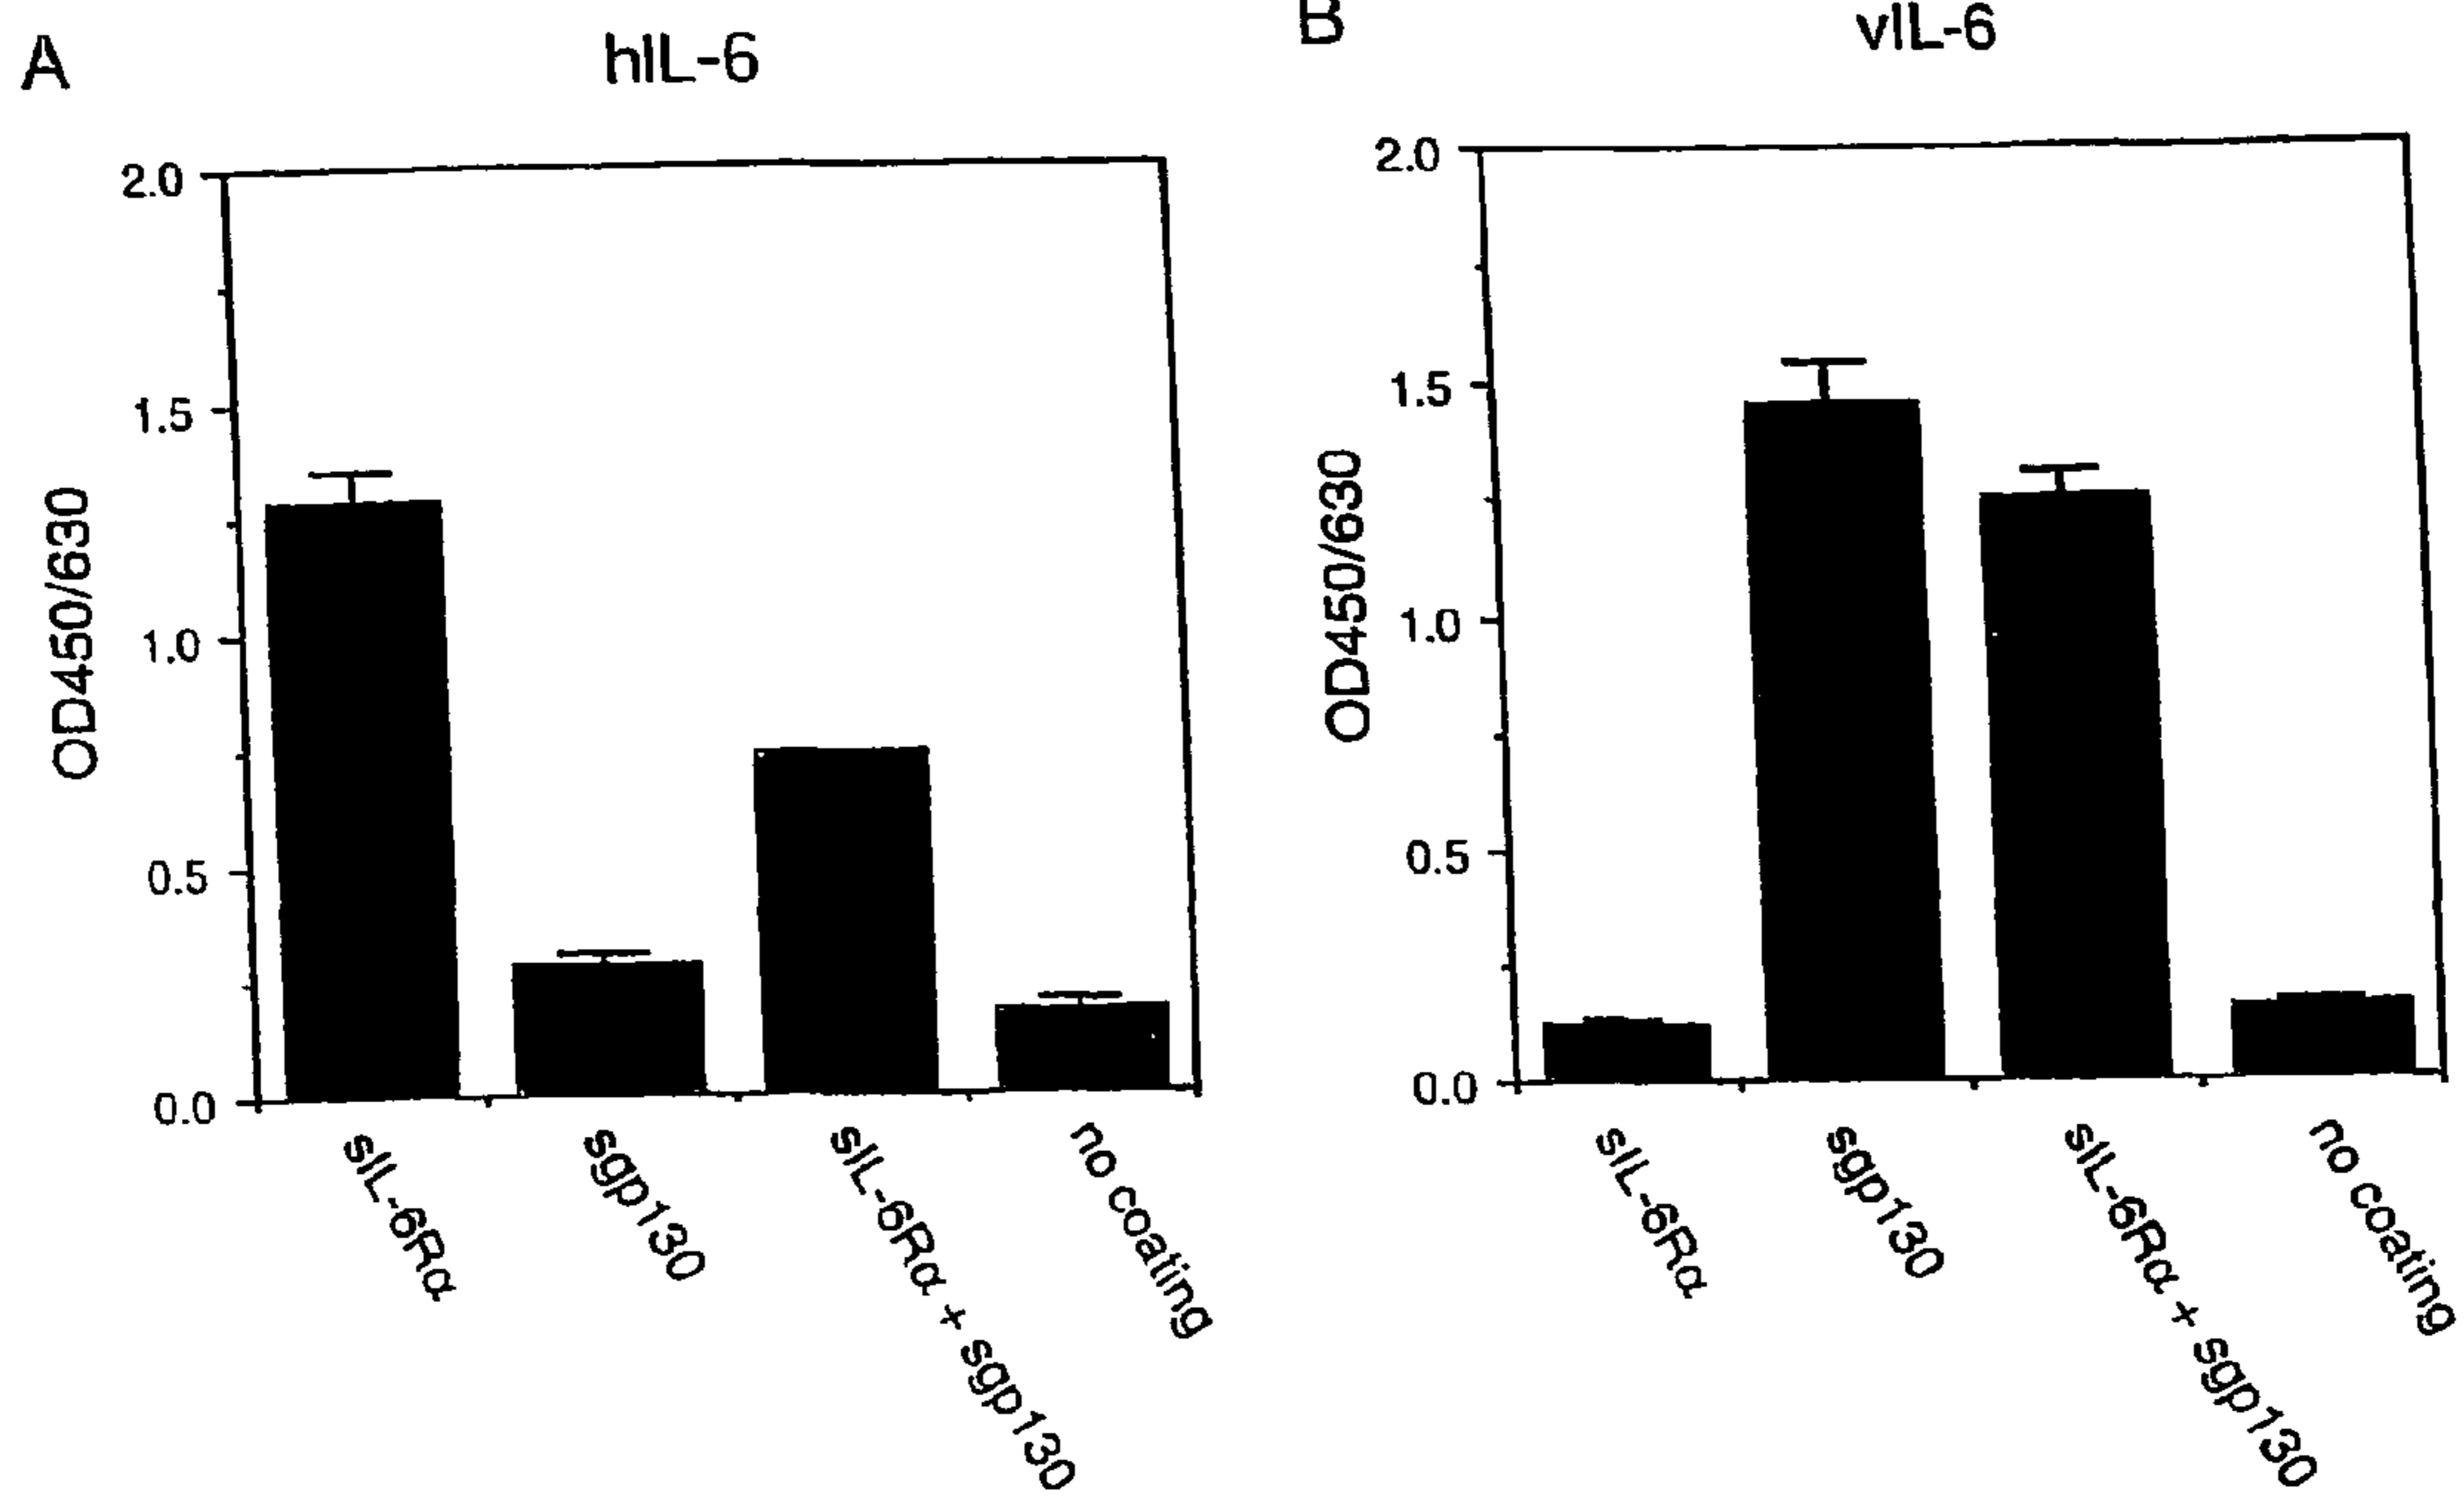 A
hIL-6
2.0
1.5
1.0
0.5
0.0
OD450/630
sIL-6Rα
sgp130
sIL-6Rα + sgp130
no coating
B
vIL-6
2.0
1.5
1.0
0.5
0.0
OD450/630
sIL-6Rα
sgp130
sIL-6Rα + sgp130
no coating